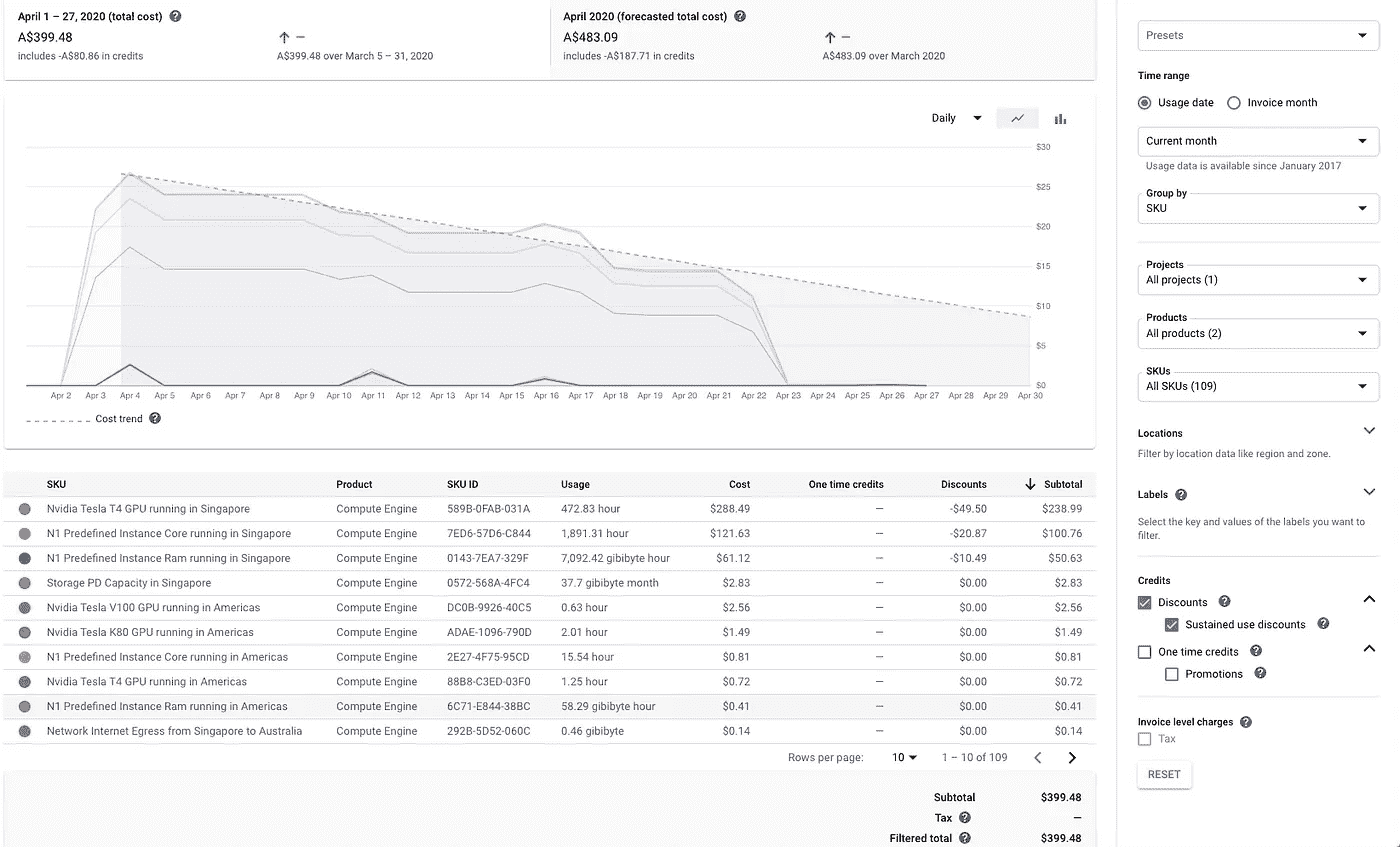 April 1 – 27, 2020 (total cost)
A$399.48
includes -A$80.86 in credits
–
A$399.48 over March 5 – 31, 2020
April 2020 (forecasted total cost)
A$483.09
includes -A$187.71 in credits
–
A$483.09 over March 2020
Daily
$30
$25
$20
$15
$10
$5
$0
Apr 2 Apr 3 Apr 4 Apr 5 Apr 6 Apr 7 Apr 8 Apr 9 Apr 10 Apr 11 Apr 12 Apr 13 Apr 14 Apr 15 Apr 16 Apr 17 Apr 18 Apr 19 Apr 20 Apr 21 Apr 22 Apr 23 Apr 24 Apr 25 Apr 26 Apr 27 Apr 28 Apr 29 Apr 30
Cost trend
SKU Product SKU ID Usage Cost One time credits Discounts Subtotal
Nvidia Tesla T4 GPU running in Singapore Compute Engine 589B-0FAB-031A 472.83 hour $288.49 – -$49.50 $238.99
N1 Predefined Instance Core running in Singapore Compute Engine 7ED6-57D6-C844 1,891.31 hour $121.63 – -$20.87 $100.76
N1 Predefined Instance Ram running in Singapore Compute Engine 0143-7EA7-329F 7,092.42 gibibyte hour $61.12 – -$10.49 $50.63
Storage PD Capacity in Singapore Compute Engine 0572-568A-4FC4 37.7 gibibyte month $2.83 – $0.00 $2.83
Nvidia Tesla V100 GPU running in Americas Compute Engine DC0B-9926-40C5 0.63 hour $2.56 – $0.00 $2.56
Nvidia Tesla K80 GPU running in Americas Compute Engine ADAE-1096-790D 2.01 hour $1.49 – $0.00 $1.49
N1 Predefined Instance Core running in Americas Compute Engine 2E27-4F75-95CD 15.54 hour $0.81 – $0.00 $0.81
Nvidia Tesla T4 GPU running in Americas Compute Engine 88B8-C3ED-03F0 1.25 hour $0.72 – $0.00 $0.72
N1 Predefined Instance Ram running in Americas Compute Engine 6C71-E844-38BC 58.29 gibibyte hour $0.41 – $0.00 $0.41
Network Internet Egress from Singapore to Australia Compute Engine 292B-5D52-060C 0.46 gibibyte $0.14 – $0.00 $0.14
Rows per page: 10 1 – 10 of 109
Subtotal $399.48
Tax –
Filtered total $399.48
Presets
Time range
Usage date Invoice month
Current month
Usage data is available since January 2017
Group by
SKU
Projects
All projects (1)
Products
All products (2)
SKUs
All SKUs (109)
Locations
Filter by location data like region and zone.
Labels
Select the key and values of the labels you want to
filter.
Credits
Discounts
Sustained use discounts
One time credits
Promotions
Invoice level charges
Tax
RESET